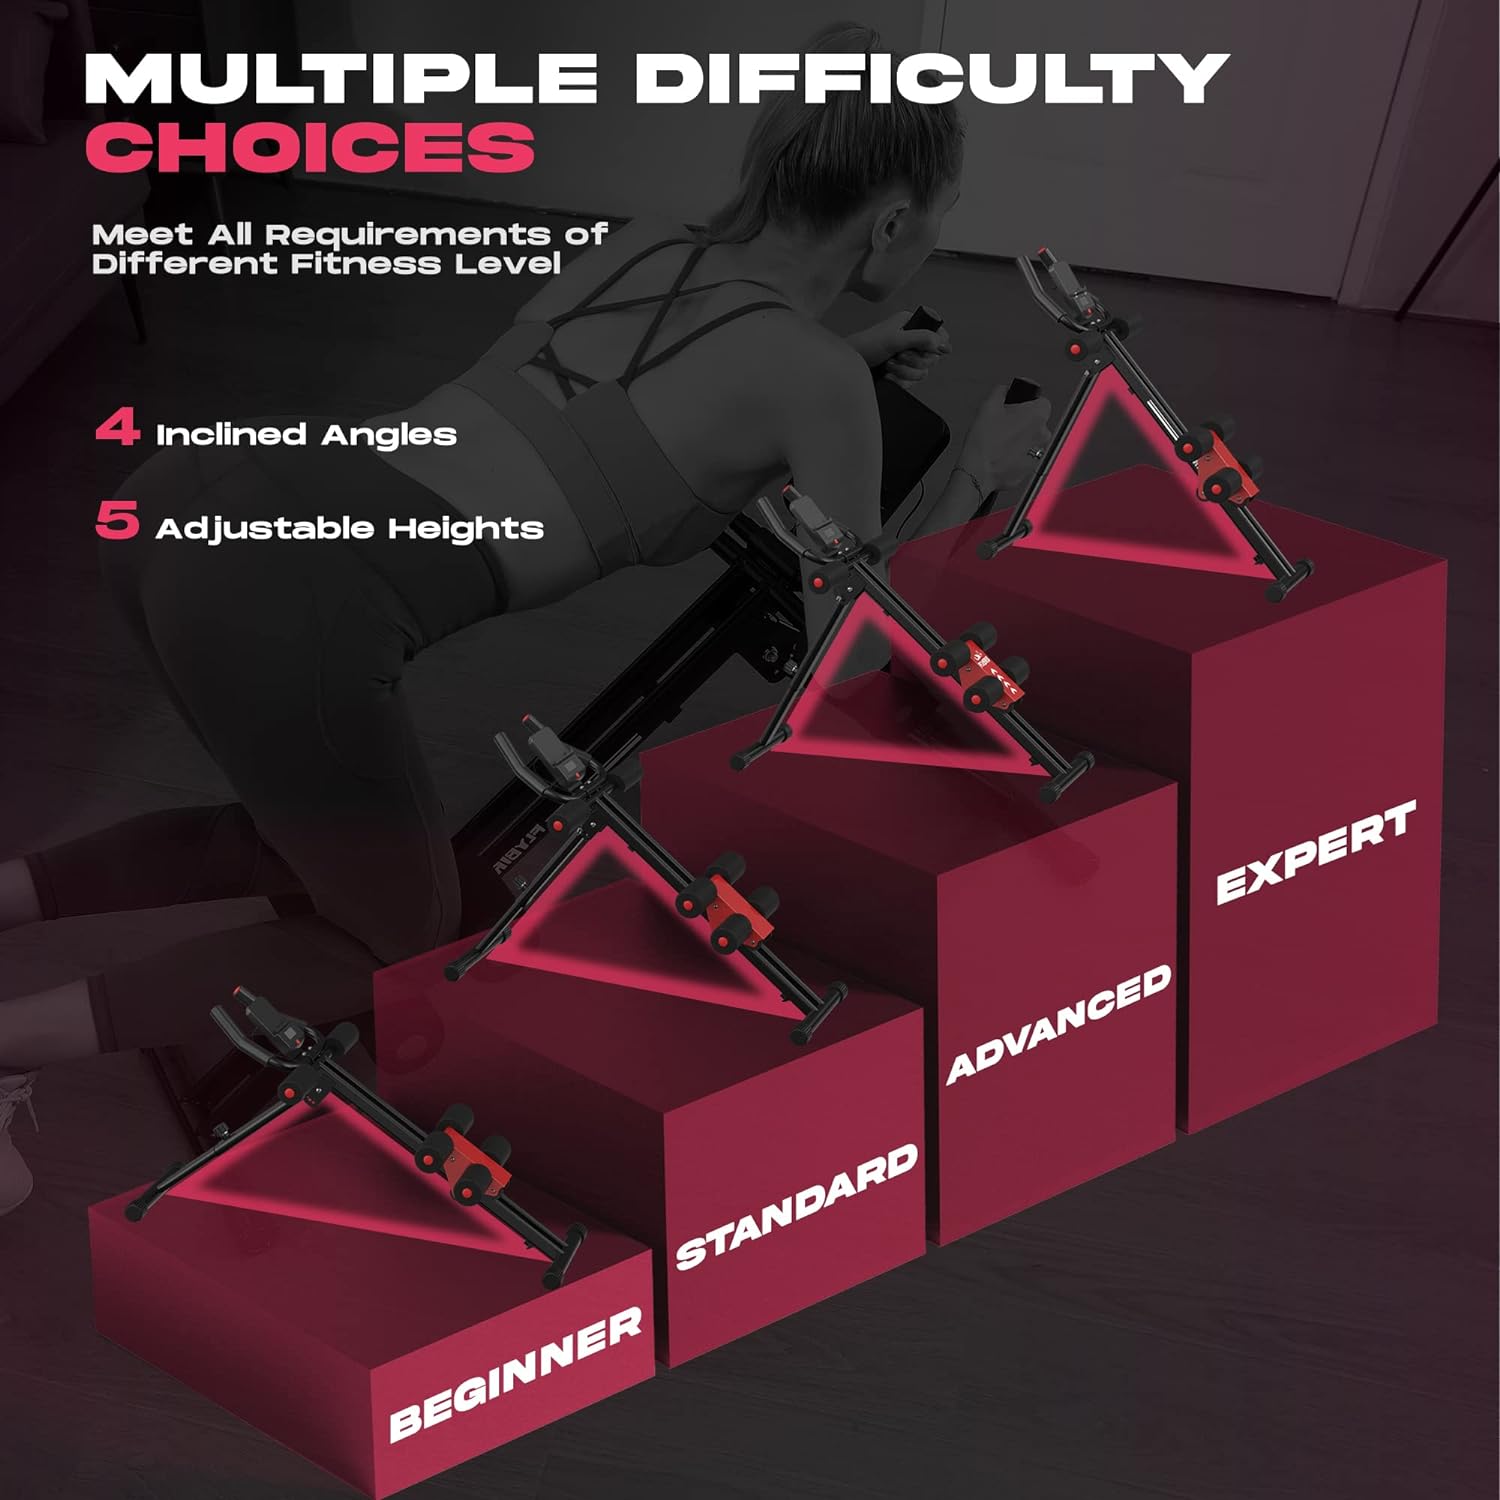 MULTIPLE DIFFICULTY
CHOICES
Meet All Requirements of
Different Fitness Level
4 Inclined Angles
5 Adjustable Heights
EXPERT
ADVANCED
STANDARD
BEGINNER